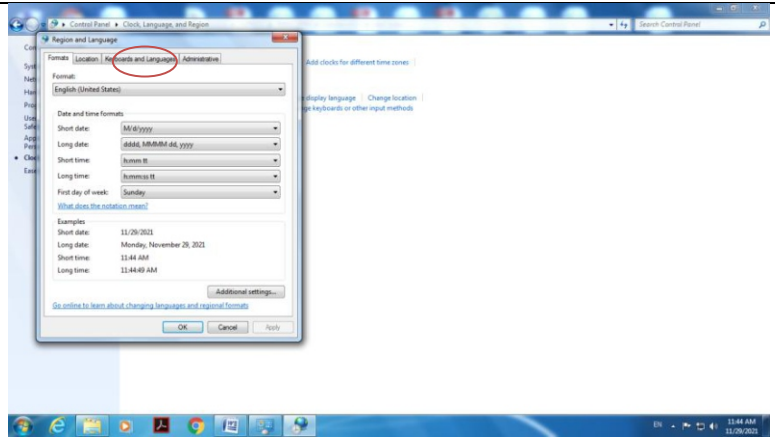 Control Panel ▸ Clock, Language, and Region
Search Control Panel
Region and Language
Formats Location Keyboards and Languages Administrative
Add clocks for different time zones
Format:
English (United States)
display language Change location
keyboards or other input methods
Date and time formats
Short date: M/d/yyyy
Long date: dddd, MMMM dd, yyyy
Short time: h:mm tt
Long time: h:mm:ss tt
First day of week: Sunday
What does the notation mean?
Examples
Short date: 11/29/2021
Long date: Monday, November 29, 2021
Short time: 11:44 AM
Long time: 11:44:49 AM
Additional settings...
Go online to learn about changing languages and regional formats
OK Cancel Apply
EN 11:44 AM
11/29/2021